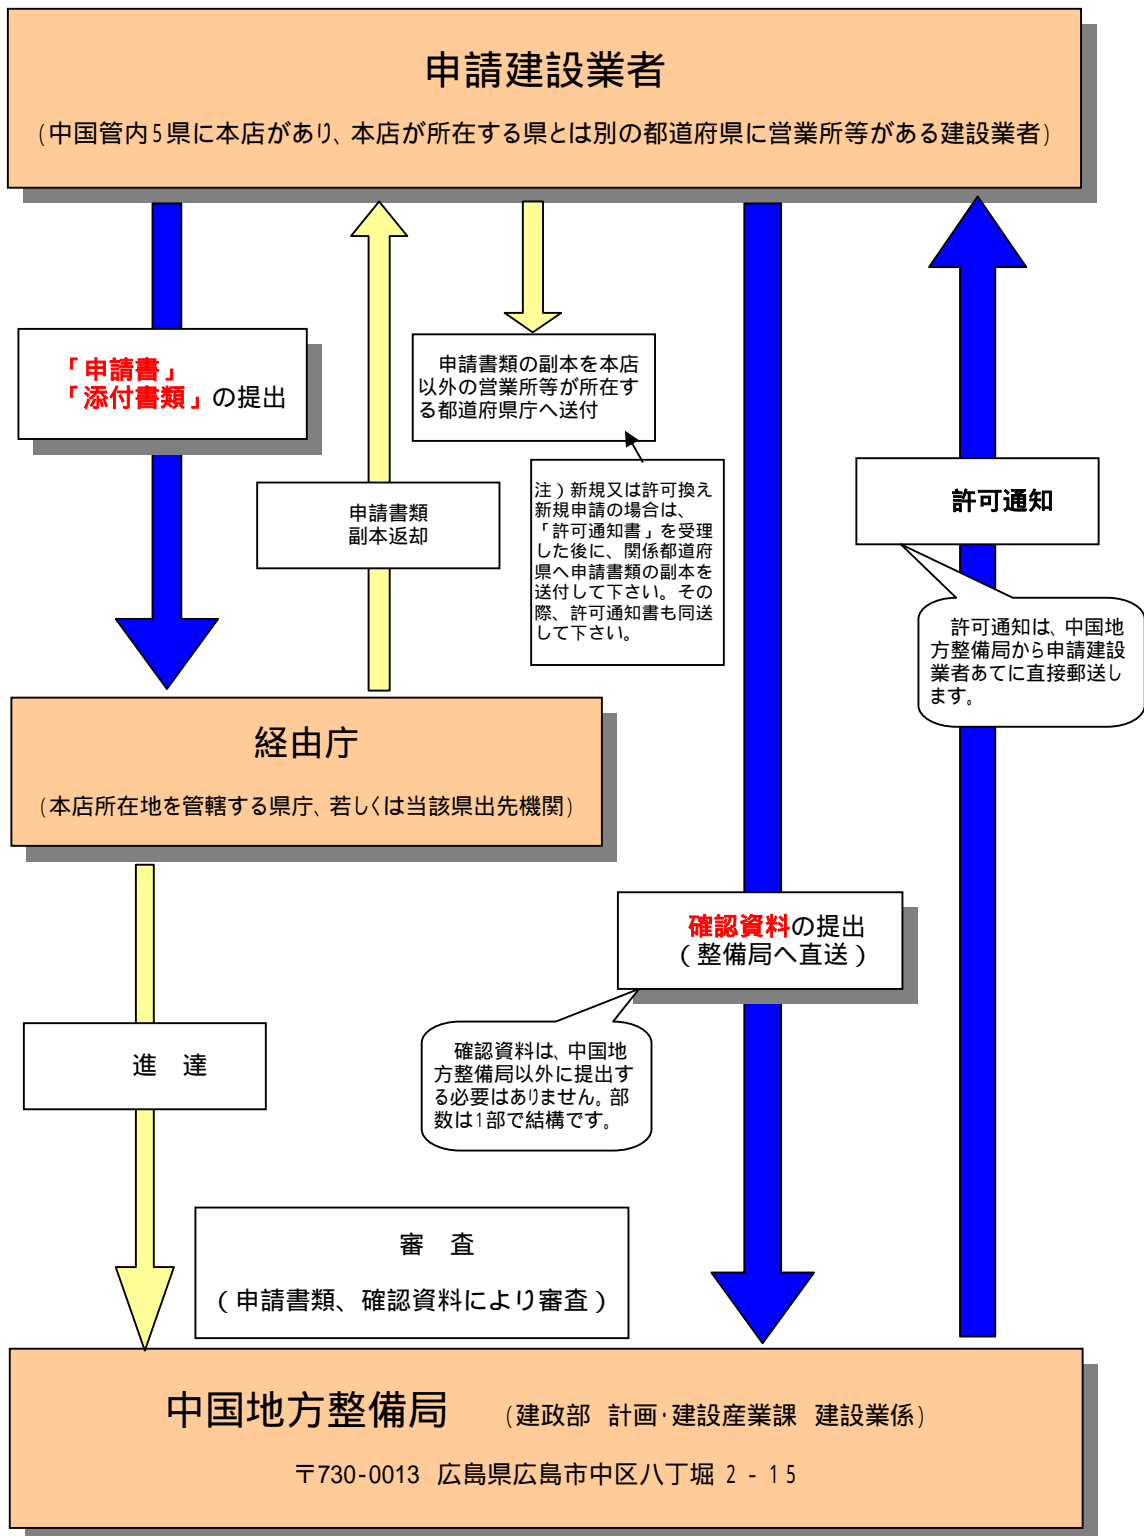 申請建設業者
(中国管内5県に本店があり、本店が所在する県とは別の都道府県に営業所等がある建設業者)
「申請書」
「添付書類」の提出
申請書類の副本を本店
以外の営業所等が所在す
る都道府県庁へ送付
注）新規又は許可換え
新規申請の場合は、
「許可通知書」を受理
した後に、関係都道府
県へ申請書類の副本を
送付して下さい。その
際、許可通知書も同送
して下さい。
申請書類
副本返却
許可通知
許可通知は、中国地
方整備局から申請建設
業者あてに直接郵送し
ます。
経由庁
(本店所在地を管轄する県庁、若しくは当該県出先機関)
確認資料の提出
（整備局へ直送）
確認資料は、中国地
方整備局以外に提出す
る必要はありません。部
数は1部で結構です。
進　達
審　査
（申請書類、確認資料により審査）
中国地方整備局 (建政部 計画・建設産業課 建設業係)
〒730-0013 広島県広島市中区八丁堀 2 - 15